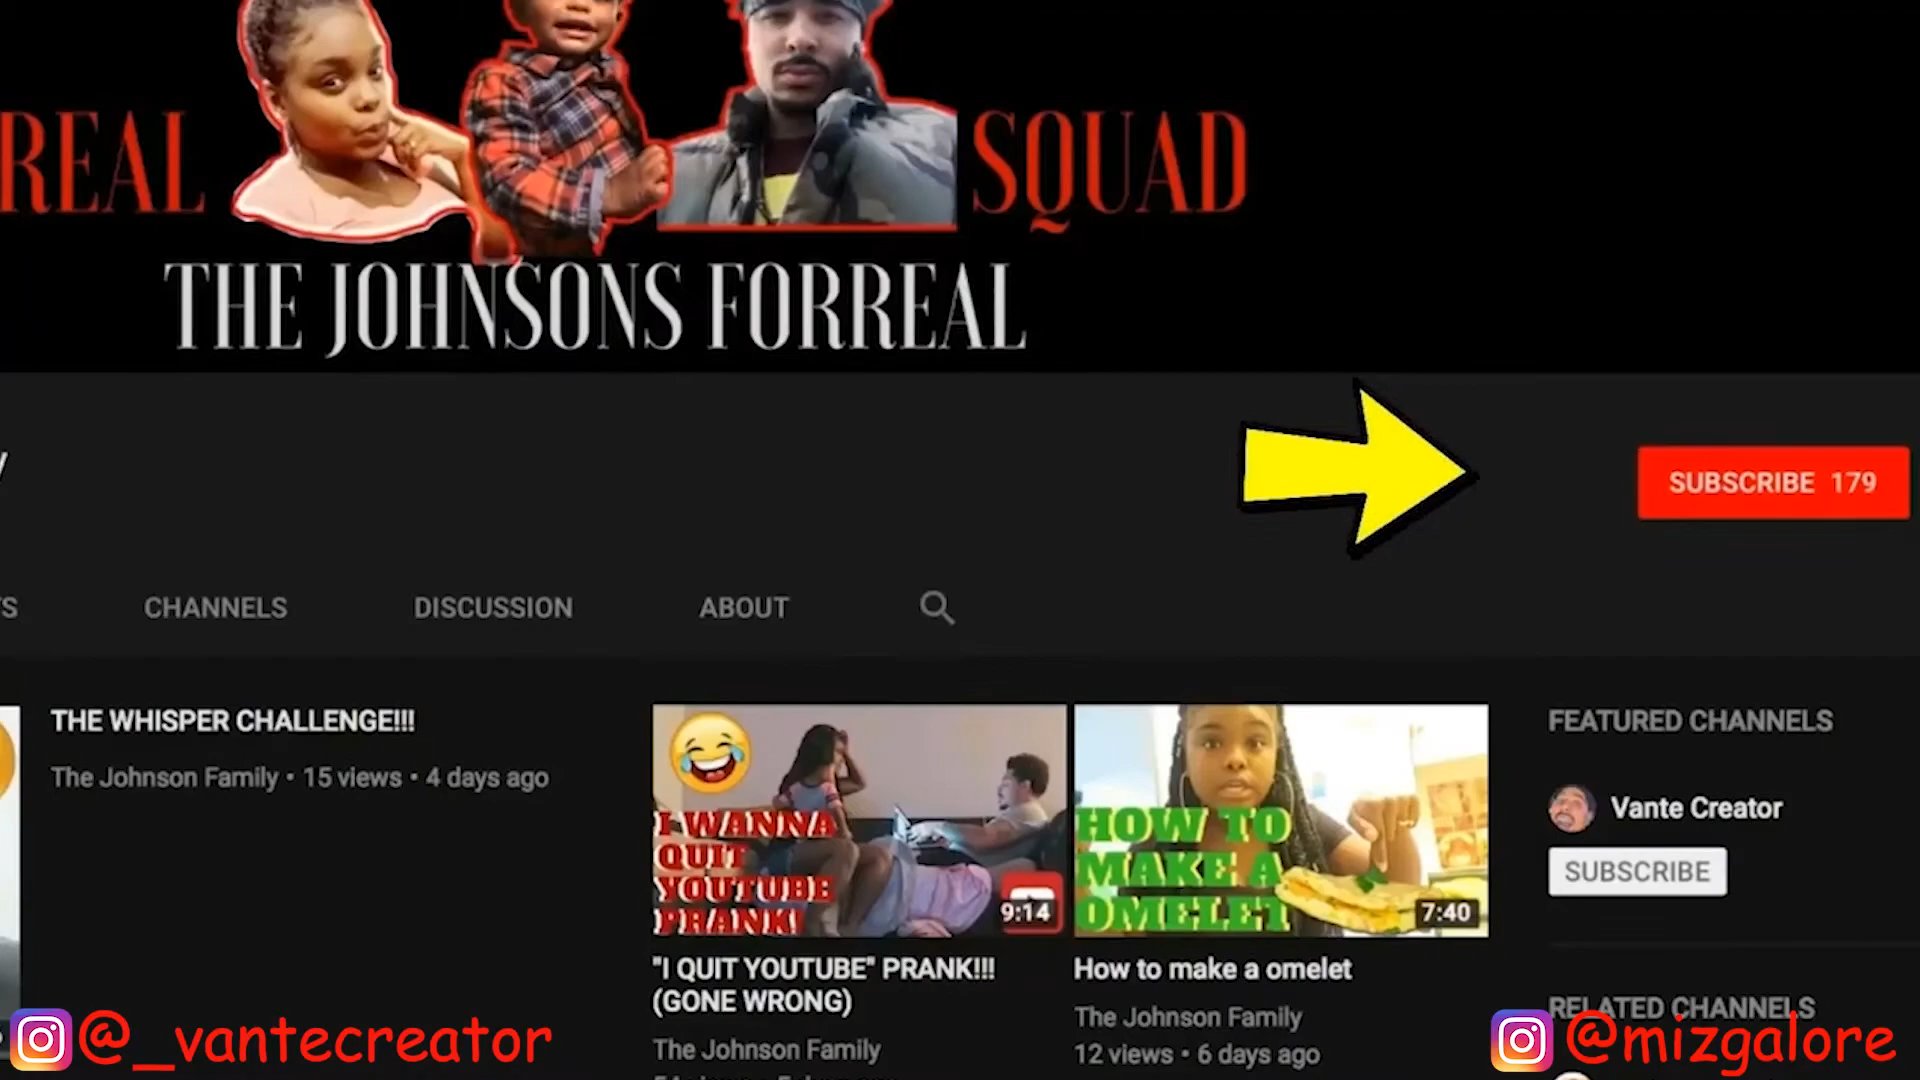 REAL SQUAD
THE JOHNSONS FORREAL
SUBSCRIBE 179
CHANNELS DISCUSSION ABOUT
THE WHISPER CHALLENGE!!!
The Johnson Family • 15 views • 4 days ago
I WANNA
QUIT
YOUTUBE
PRANK!
9:14
"I QUIT YOUTUBE" PRANK!!!
(GONE WRONG)
The Johnson Family
HOW TO
MAKE A
OMELET
7:40
How to make a omelet
The Johnson Family
12 views • 6 days ago
FEATURED CHANNELS
Vante Creator
SUBSCRIBE
RELATED CHANNELS
@_vantecreator
@mizgalore